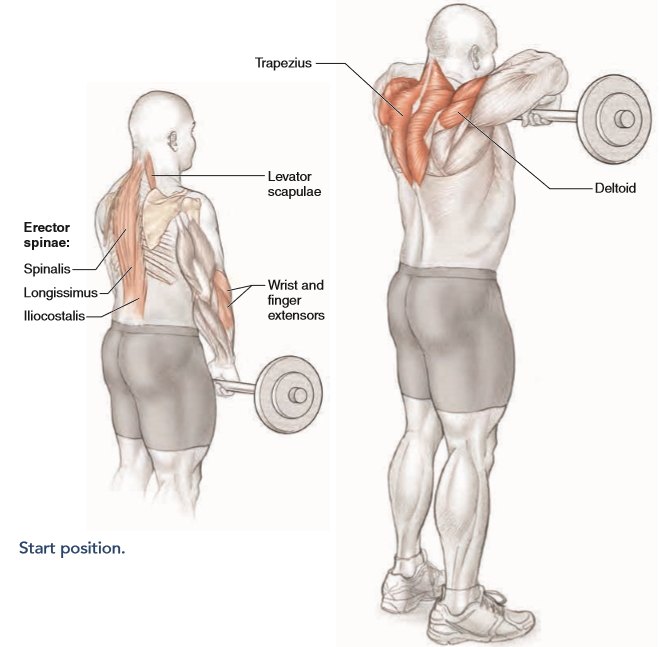 Trapezius
Levator
scapulae
Deltoid
Erector
spinae:
Spinalis
Longissimus
Iliocostalis
Wrist and
finger
extensors
Start position.